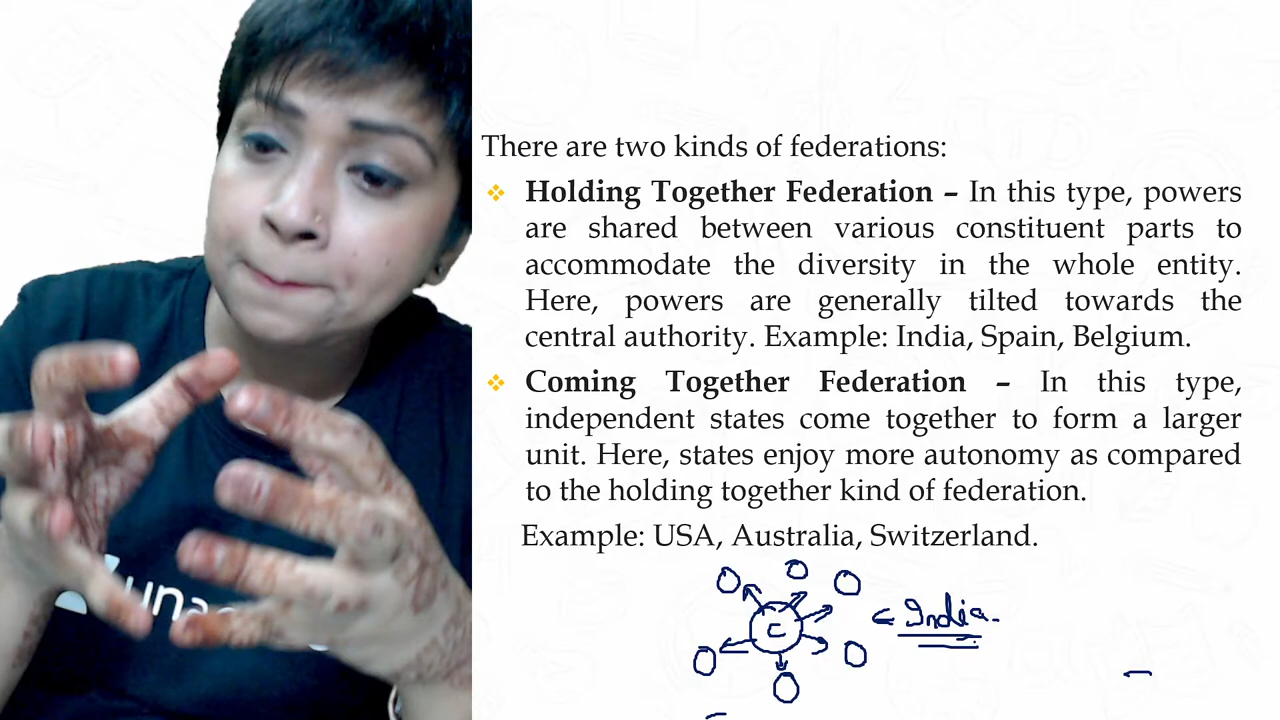 There are two kinds of federations:
❖ Holding Together Federation – In this type, powers
are shared between various constituent parts to
accommodate the diversity in the whole entity.
Here, powers are generally tilted towards the
central authority. Example: India, Spain, Belgium.
❖ Coming Together Federation – In this type,
independent states come together to form a larger
unit. Here, states enjoy more autonomy as compared
to the holding together kind of federation.
Example: USA, Australia, Switzerland.
C
India.